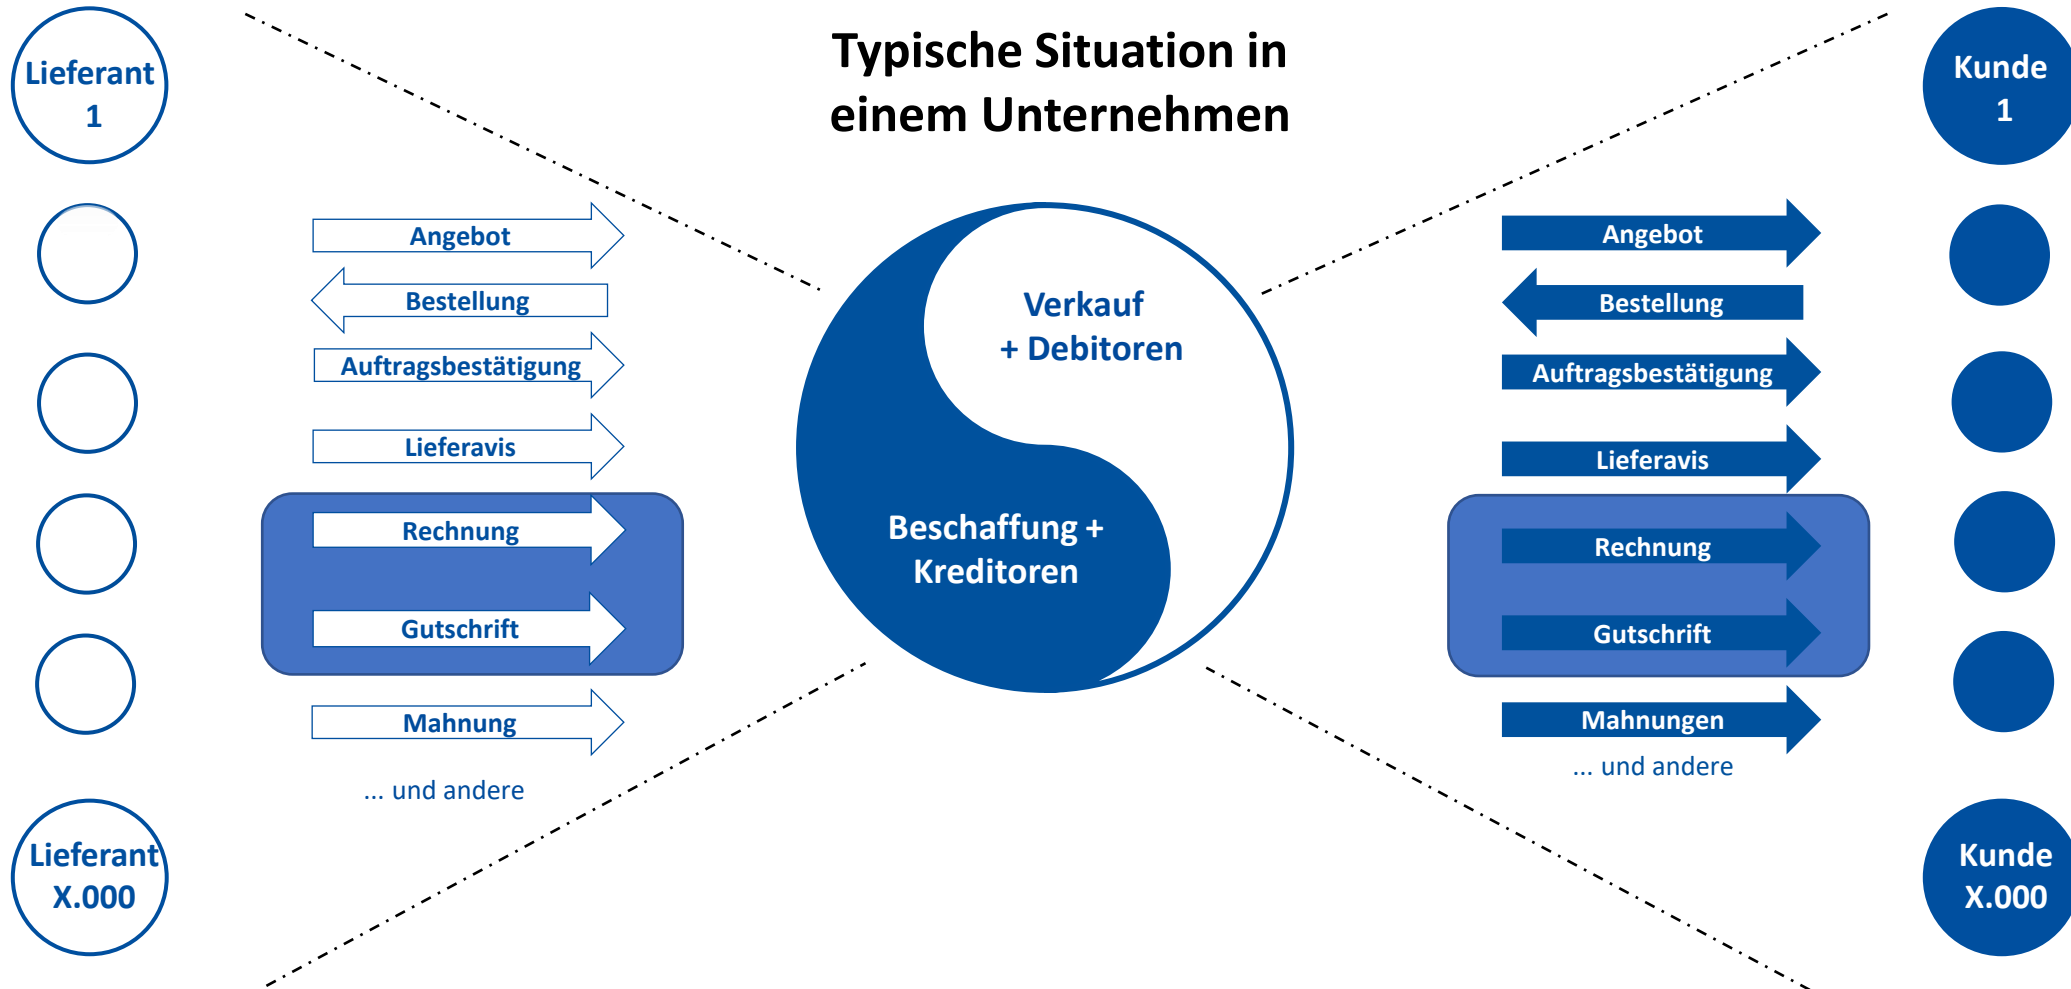 Typische Situation in
einem Unternehmen
Lieferant
1
Lieferant
X.000
Angebot
Bestellung
Auftragsbestätigung
Lieferavis
Rechnung
Gutschrift
Mahnung
... und andere
Verkauf
+ Debitoren
Beschaffung +
Kreditoren
Angebot
Bestellung
Auftragsbestätigung
Lieferavis
Rechnung
Gutschrift
Mahnungen
... und andere
Kunde
1
Kunde
X.000